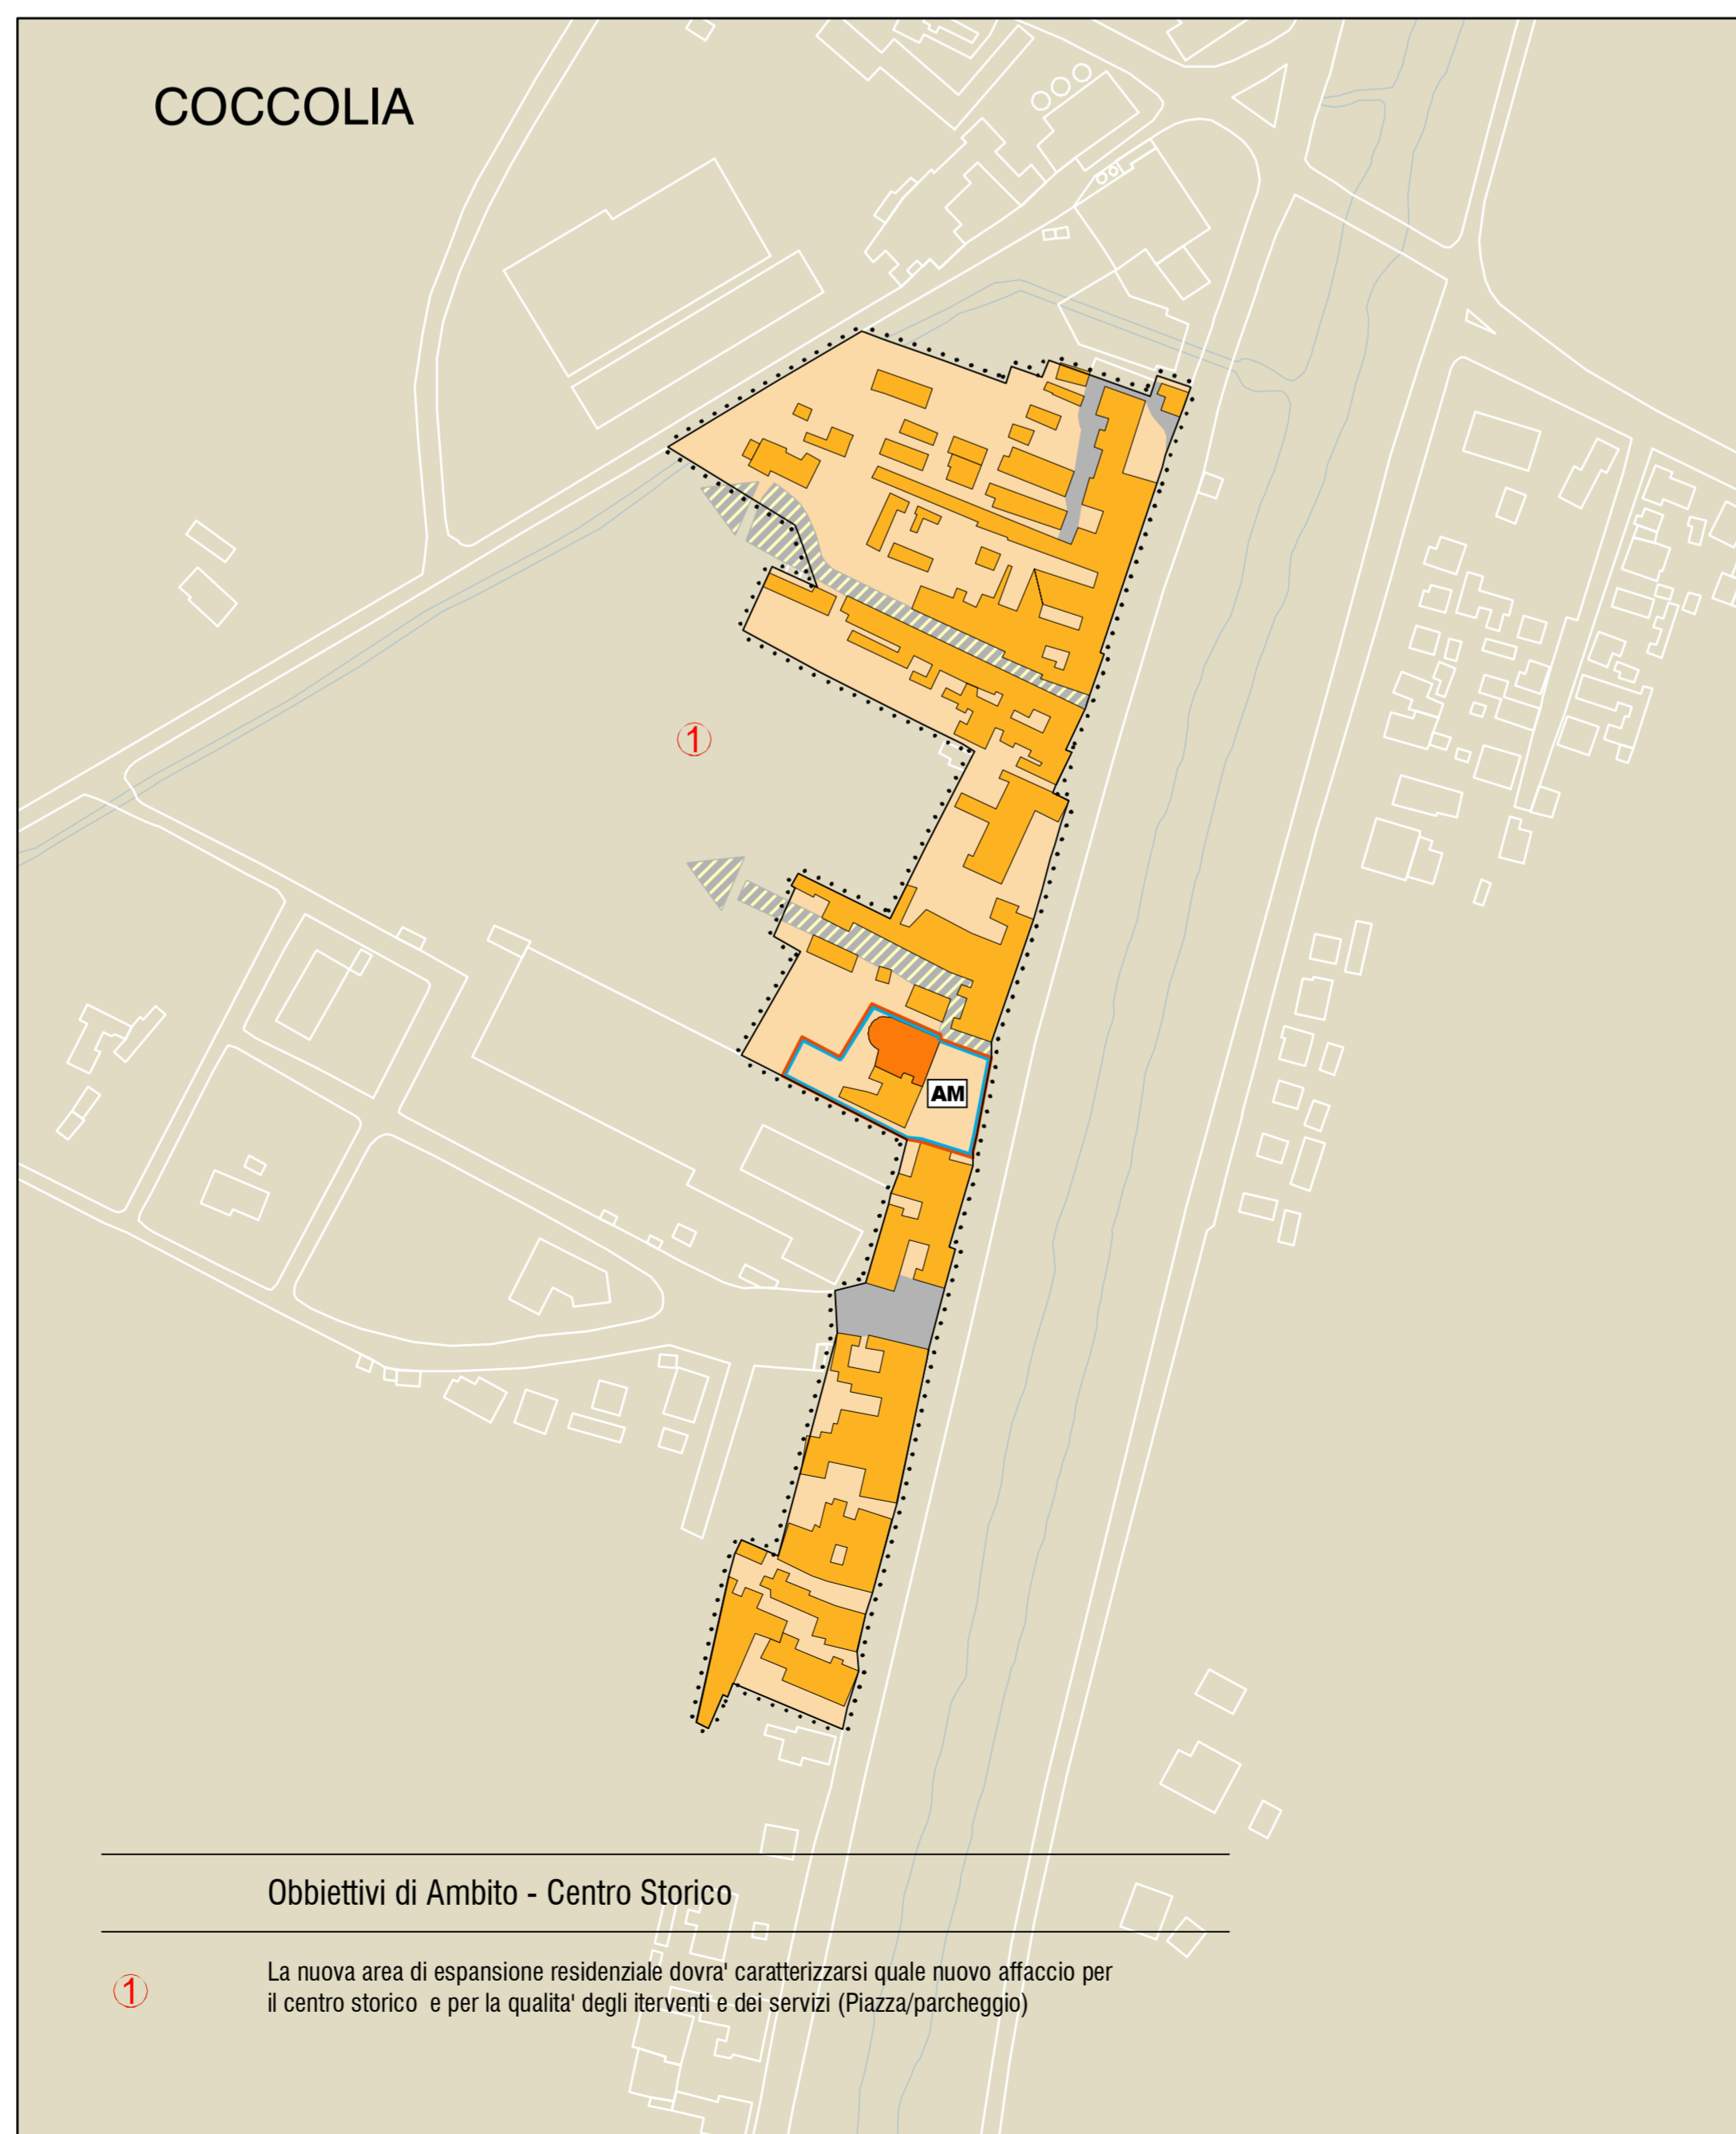 COCCOLIA
①
AM
Obbiettivi di Ambito - Centro Storico
① La nuova area di espansione residenziale dovra' caratterizzarsi quale nuovo affaccio per
il centro storico e per la qualita' degli iterventi e dei servizi (Piazza/parcheggio)